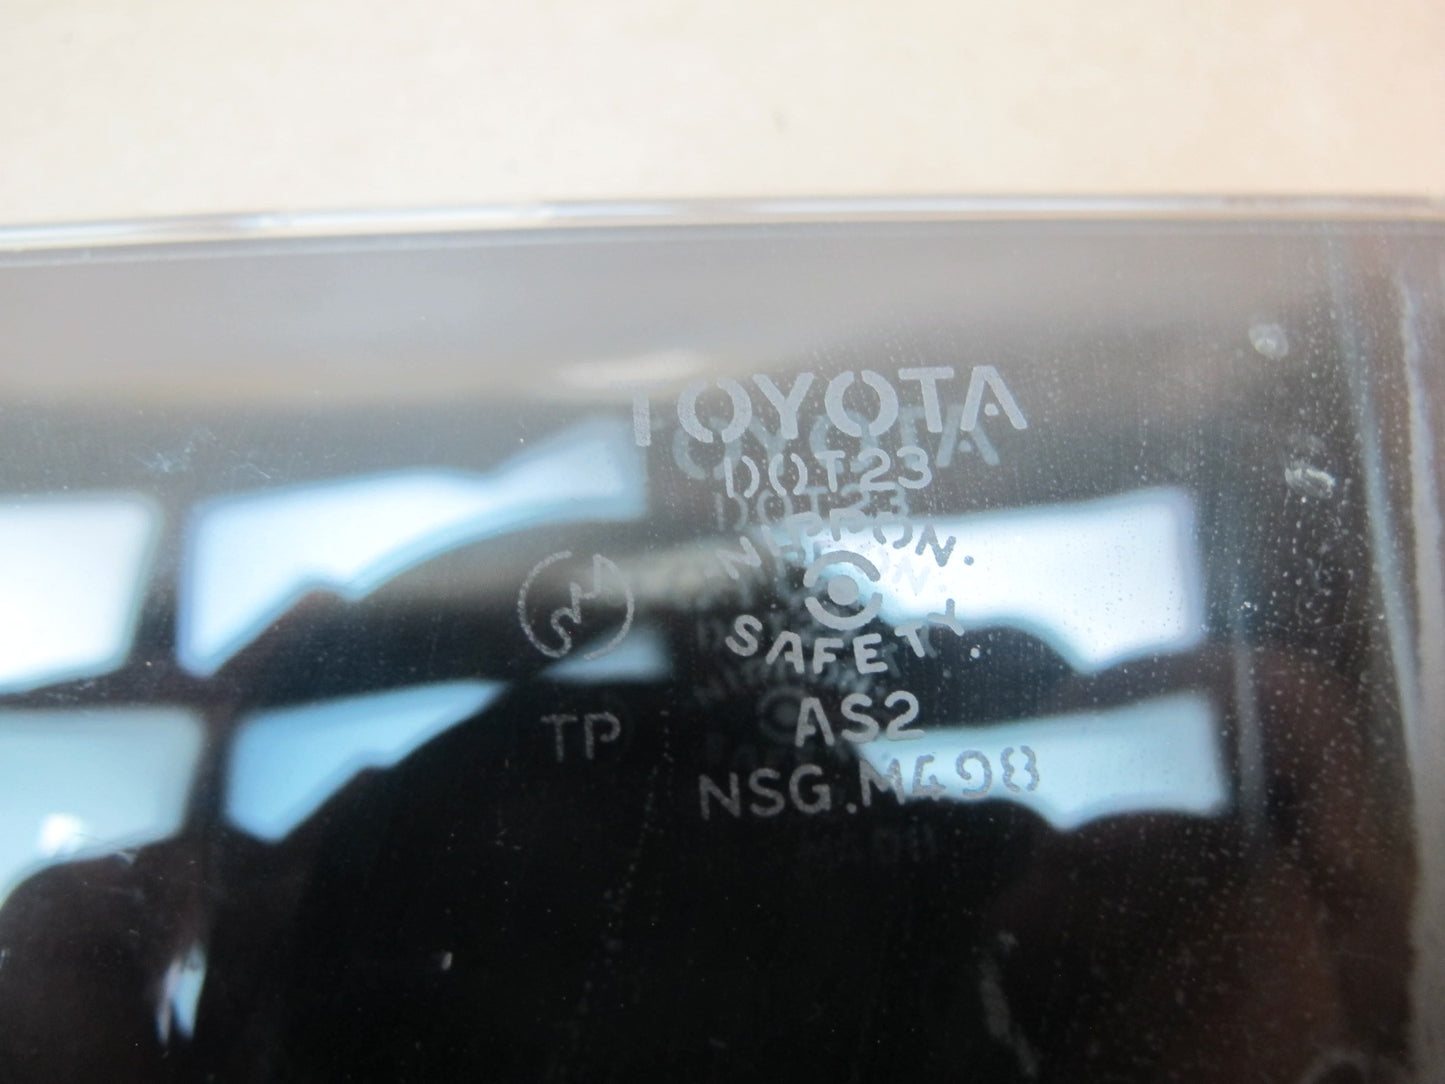 TOYOTA
DOT23
NIPPON.
SAFETY.
TP
AS2
NSG.M498